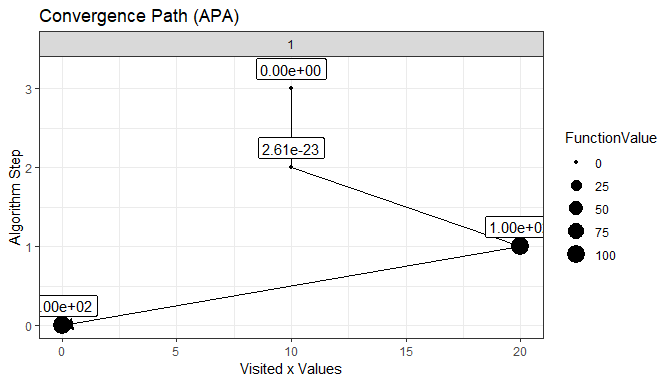 Convergence Path (APA)
1
0.00e+00
3
2.61e-23
2
1.00e+0
1
.00e+02
0
Algorithm Step
0 5 10 15 20
Visited x Values
FunctionValue
0
25
50
75
100